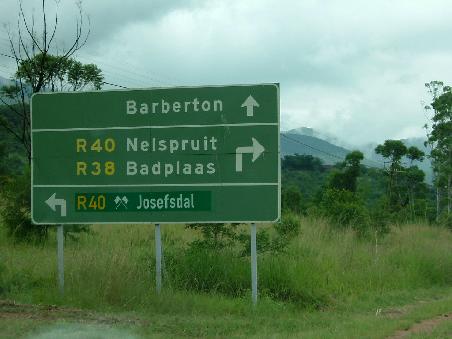 Barberton
R40 Nelspruit
R38 Badplaas
R40 Josefsdal